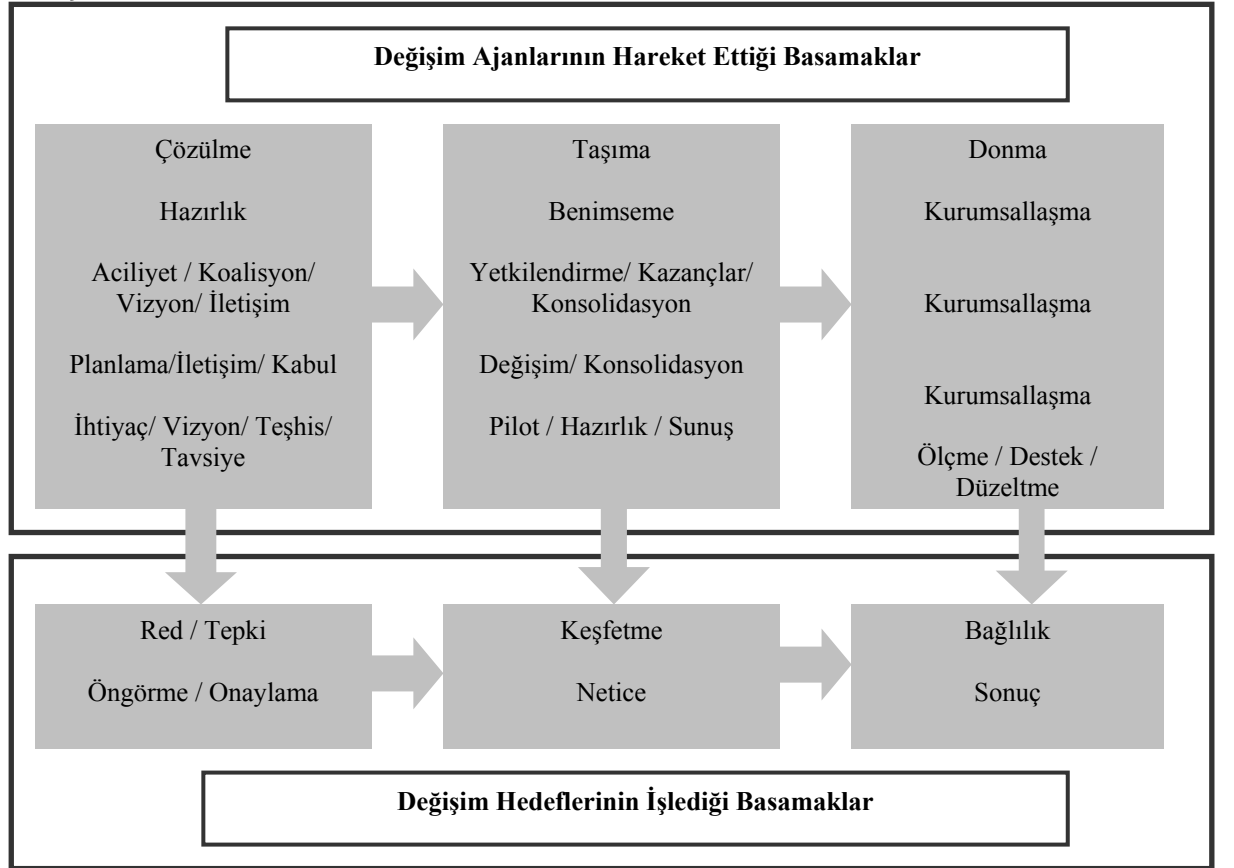 Değişim Ajanlarının Hareket Ettiği Basamaklar
Çözülme
Hazırlık
Aciliyet / Koalisyon/
Vizyon/ İletişim
Planlama/İletişim/ Kabul
İhtiyaç/ Vizyon/ Teşhis/
Tavsiye
Taşıma
Benimseme
Yetkilendirme/ Kazançlar/
Konsolidasyon
Değişim/ Konsolidasyon
Pilot / Hazırlık / Sunuş
Donma
Kurumsallaşma
Kurumsallaşma
Kurumsallaşma
Ölçme / Destek /
Düzeltme
Red / Tepki
Öngörme / Onaylama
Keşfetme
Netice
Bağlılık
Sonuç
Değişim Hedeflerinin İşlediği Basamaklar